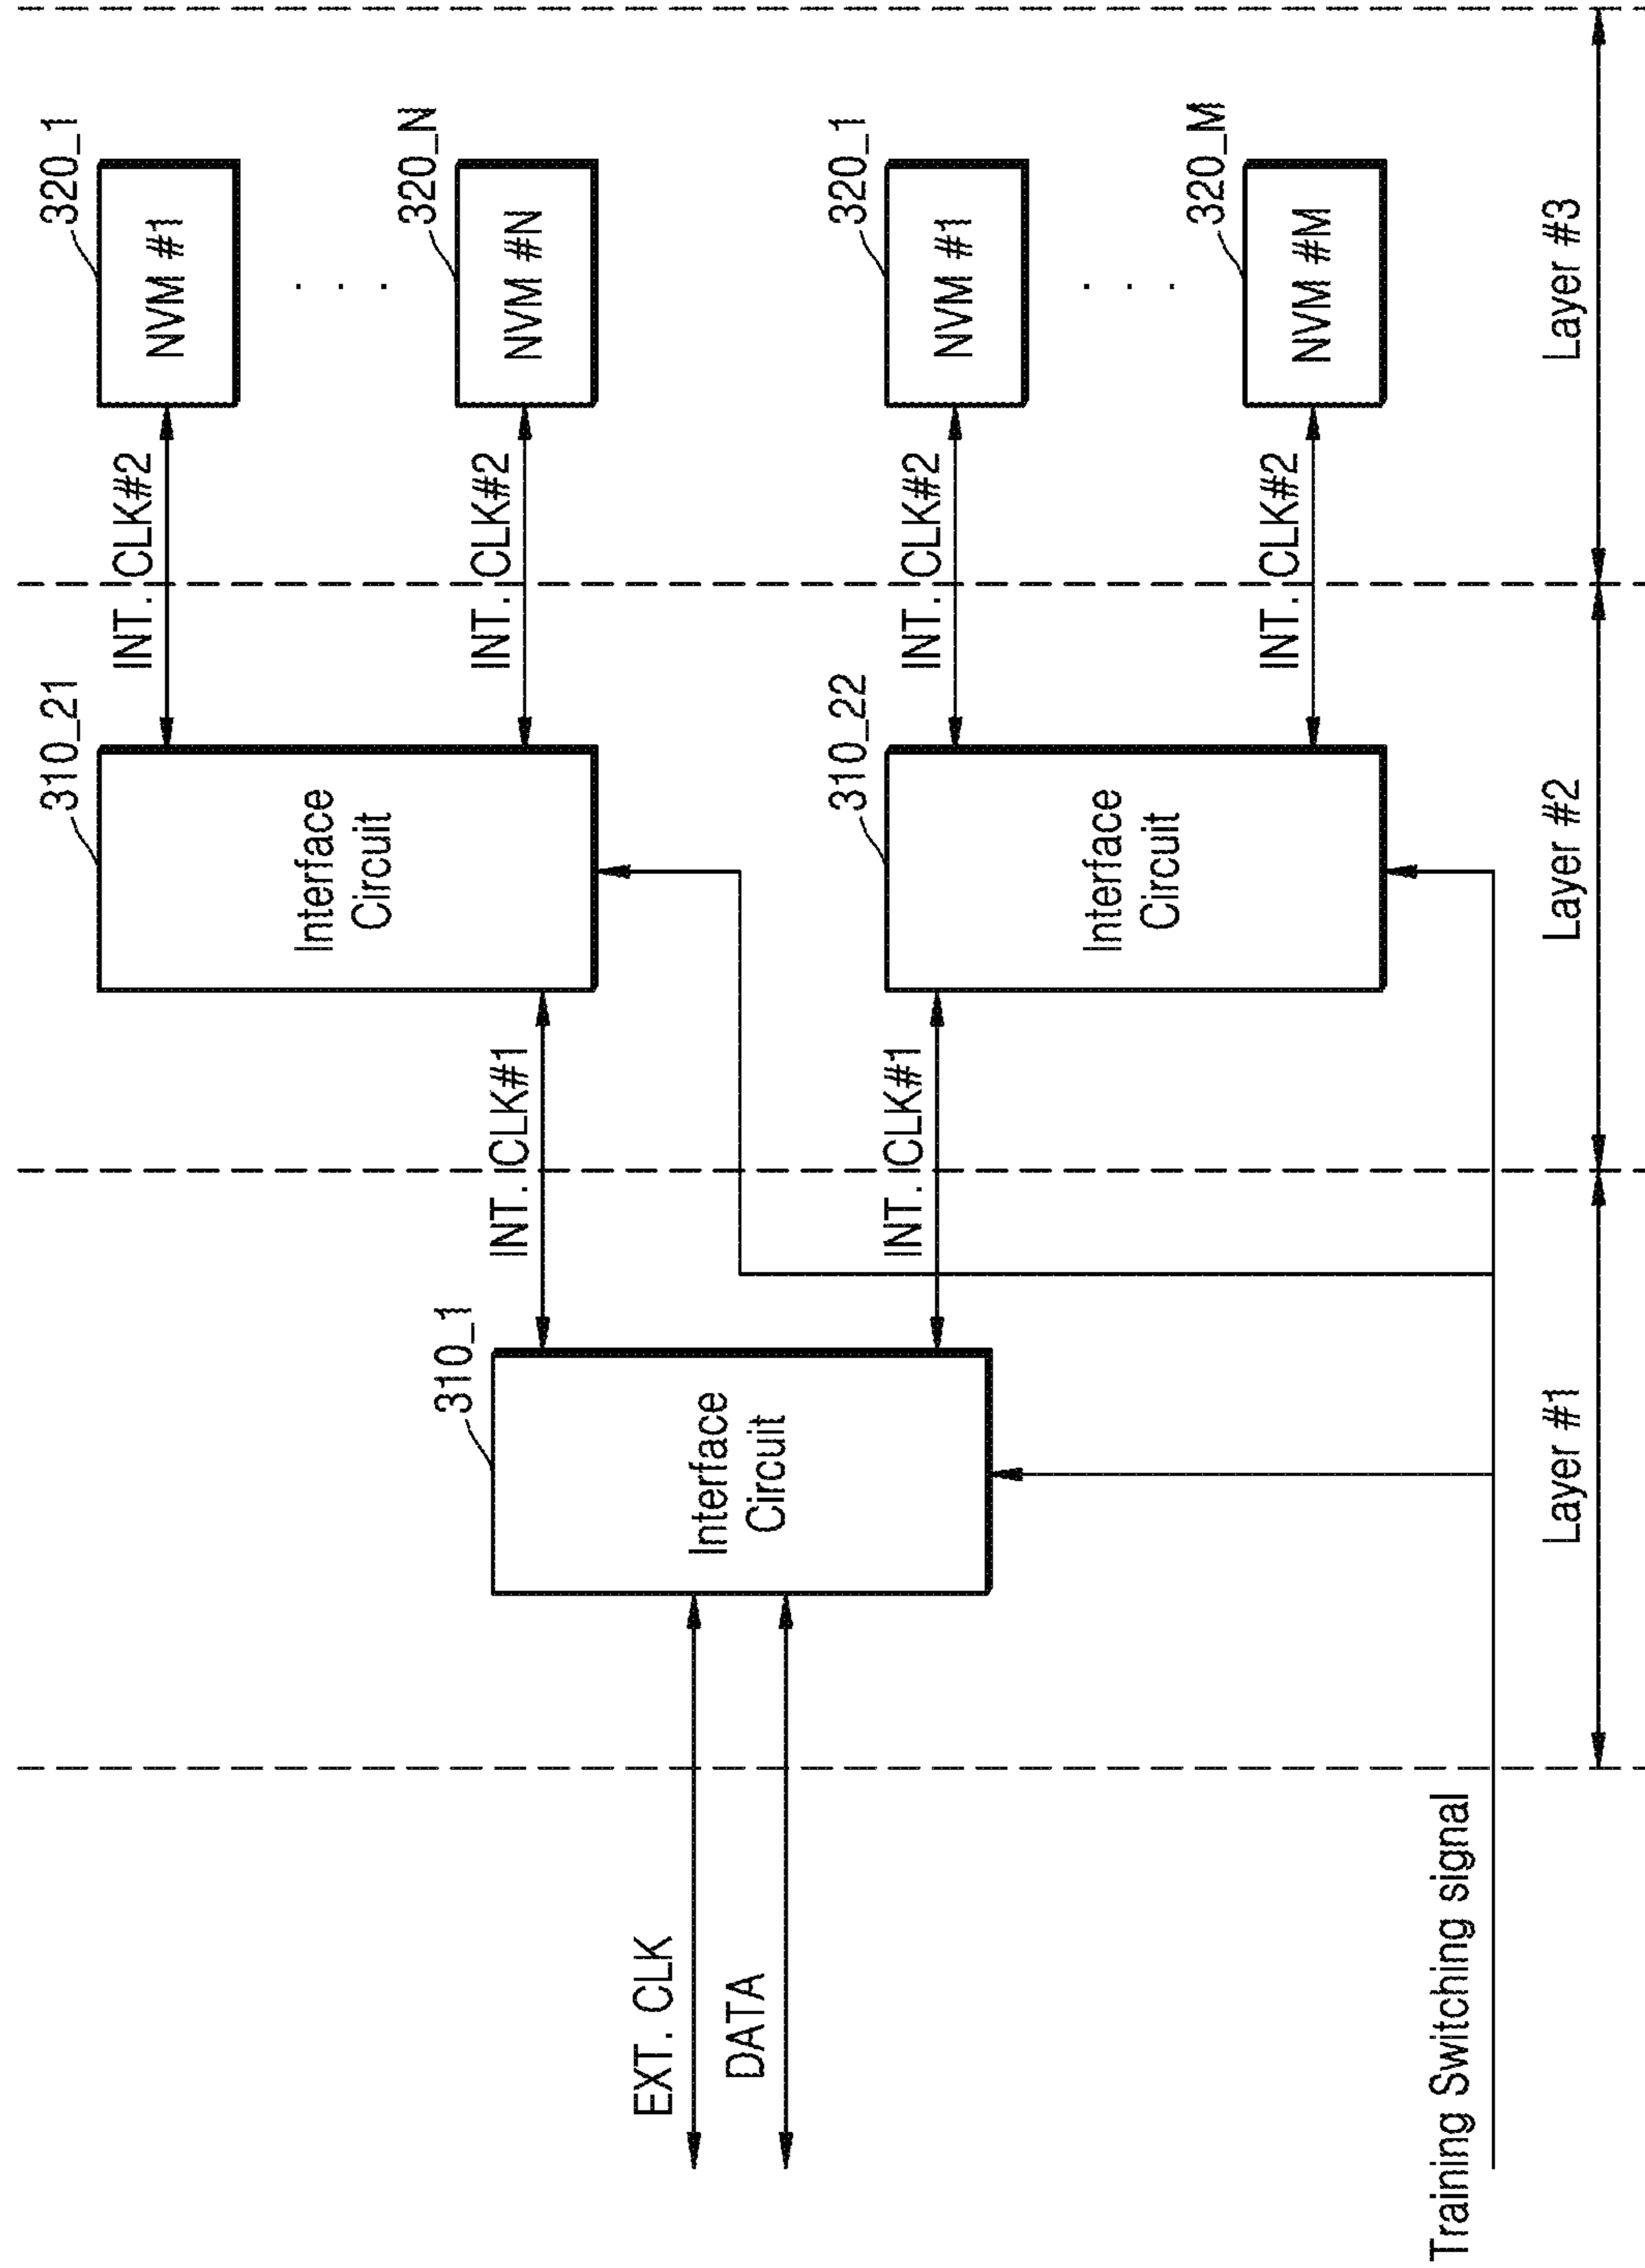 320_1
NVM #1
310_21
INT. CLK#2
Interface
Circuit
320_N
NVM #N
INT. CLK#2
310_1
INT. CLK#1
EXT. CLK
DATA
Interface
Circuit
320_1
NVM #1
310_22
INT. CLK#2
INT. CLK#1
Interface
Circuit
320_M
NVM #M
INT. CLK#2
Training Switching signal
Layer #1
Layer #2
Layer #3